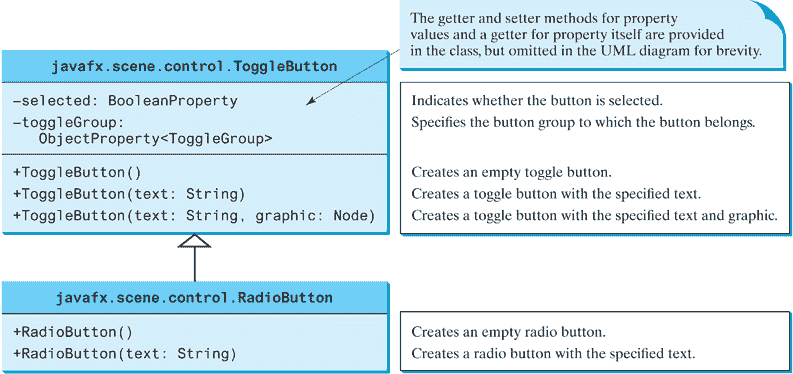 The getter and setter methods for property
values and a getter for property itself are provided
in the class, but omitted in the UML diagram for brevity.
javafx.scene.control.ToggleButton
-selected: BooleanProperty
-toggleGroup:
ObjectProperty<ToggleGroup>
Indicates whether the button is selected.
Specifies the button group to which the button belongs.
+ToggleButton()
+ToggleButton(text: String)
+ToggleButton(text: String, graphic: Node)
Creates an empty toggle button.
Creates a toggle button with the specified text.
Creates a toggle button with the specified text and graphic.
javafx.scene.control.RadioButton
+RadioButton()
+RadioButton(text: String)
Creates an empty radio button.
Creates a radio button with the specified text.